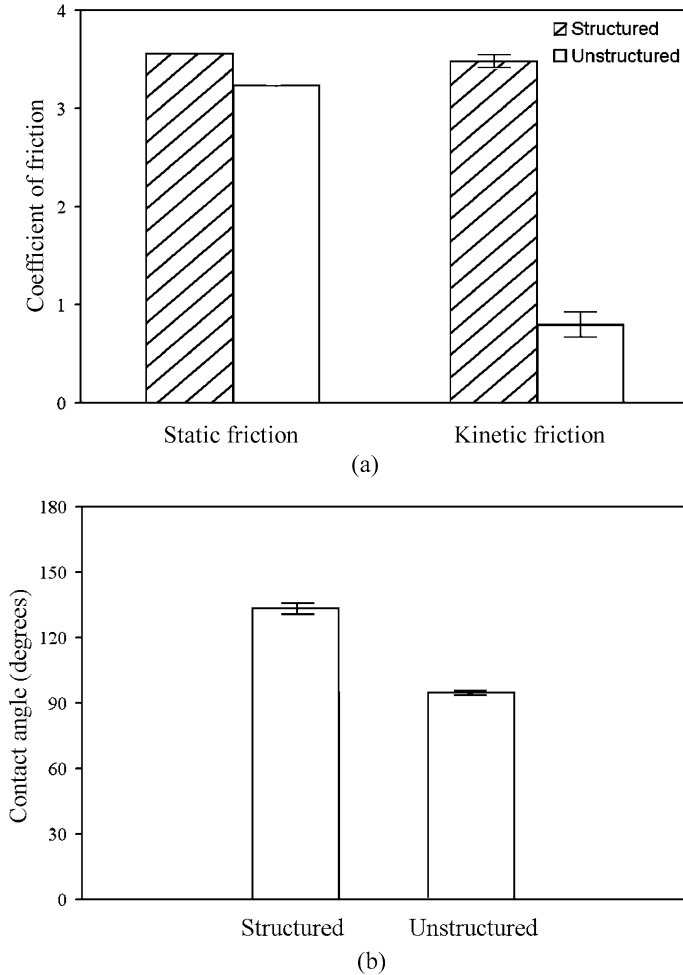 4
3
2
1
0
Coefficient of friction
Structured
Unstructured
Static friction
Kinetic friction
(a)
180
150
120
90
60
30
0
Contact angle (degrees)
Structured
Unstructured
(b)